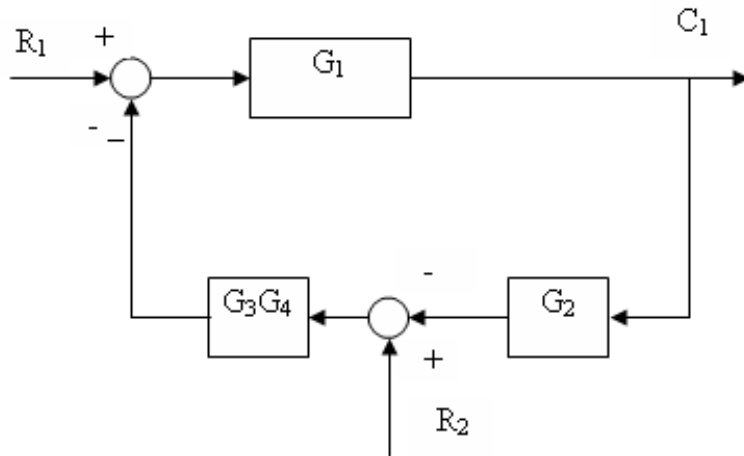 R₁
+
G₁
C₁
- _
G₃G₄
-
G₂
+
R₂